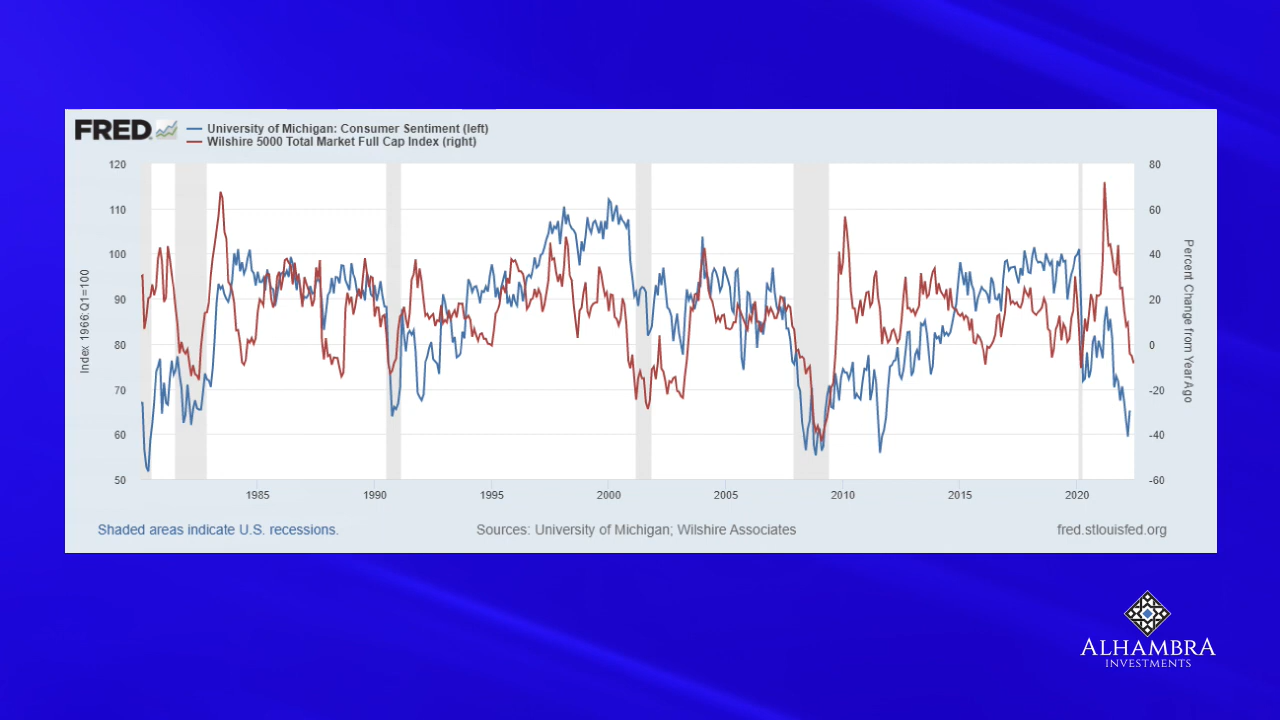 FRED
University of Michigan: Consumer Sentiment (left)
Wilshire 5000 Total Market Full Cap Index (right)
120
110
100
90
80
70
60
50
Index 1966:Q1=100
80
60
40
20
0
-20
-40
-60
Percent Change from Year Ago
1985
1990
1995
2000
2005
2010
2015
2020
Shaded areas indicate U.S. recessions.
Sources: University of Michigan; Wilshire Associates
fred.stlouisfed.org
ALHAMBRA
INVESTMENTS